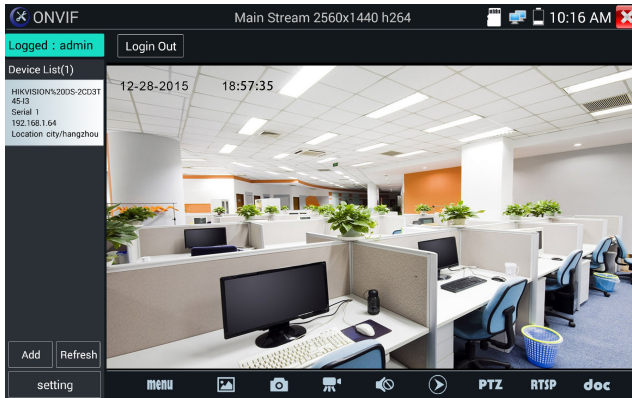 ONVIF
Main Stream 2560x1440 h264
10:16 AM
Logged : admin
Login Out
Device List(1)
HIKVISION%20DS-2CD3T
45-I3
Serial 1
192.168.1.64
Location city/hangzhou
12-28-2015 18:57:35
Add
Refresh
setting
menu
PTZ
RTSP
doc